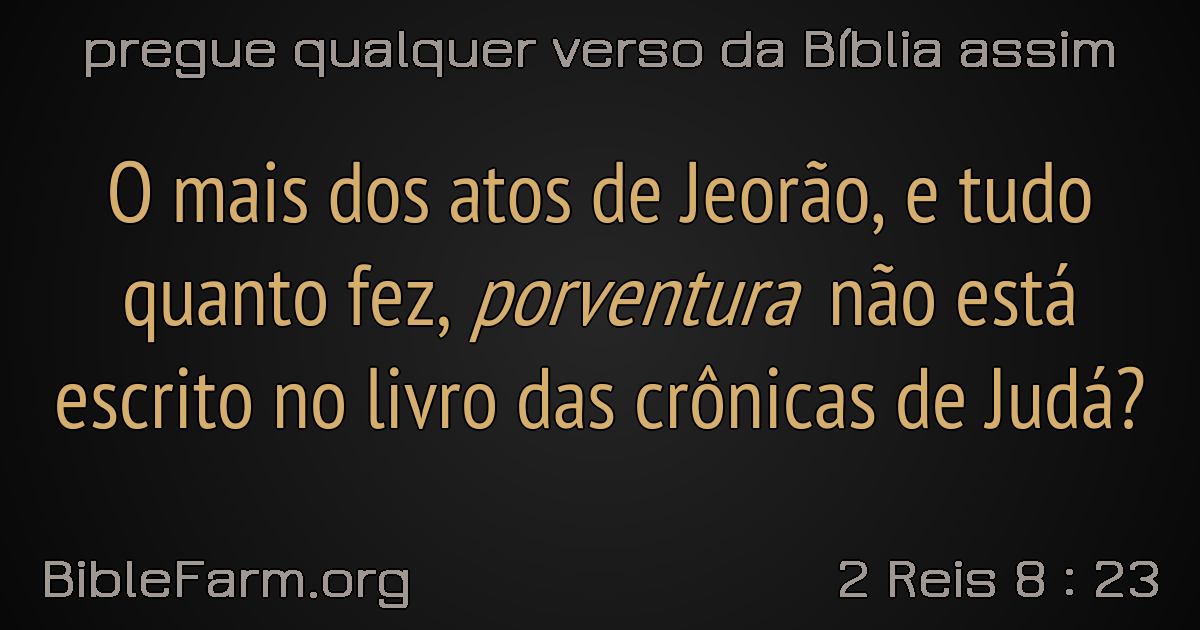 pregue qualquer verso da Bíblia assim
O mais dos atos de Jeorão, e tudo
quanto fez, porventura não está
escrito no livro das crônicas de Judá?
BibleFarm.org
2 Reis 8 : 23